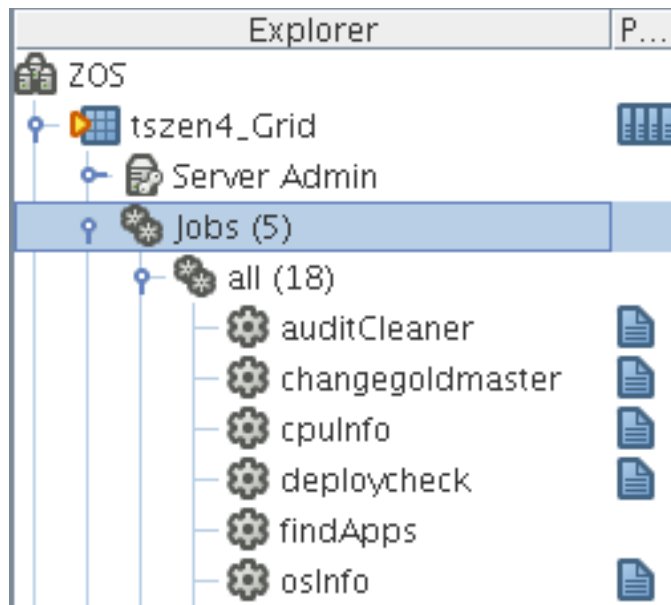 Explorer P...
ZOS
tszen4_Grid
Server Admin
Jobs (5)
all (18)
auditCleaner
changegoldmaster
cpuInfo
deploycheck
findApps
osInfo